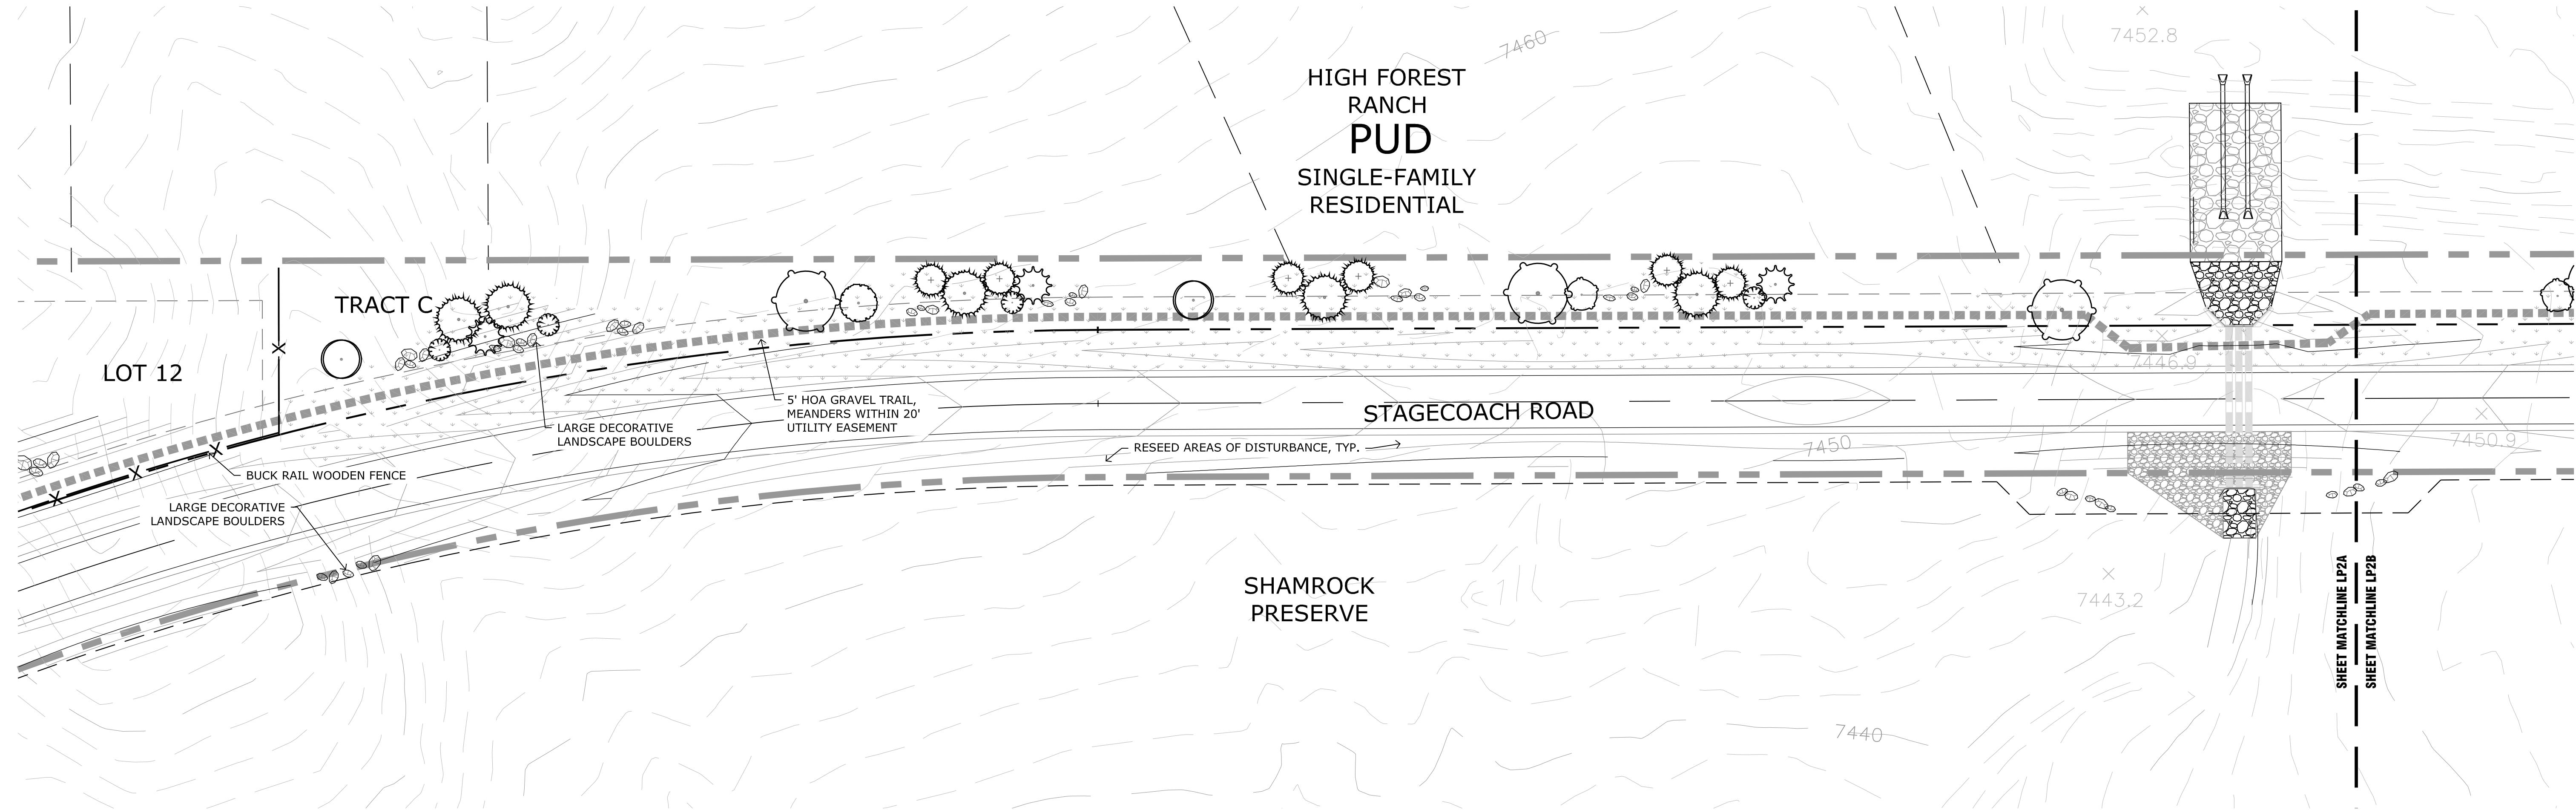 7460
7452.8
HIGH FOREST
RANCH
PUD
SINGLE-FAMILY
RESIDENTIAL
TRACT C
LOT 12
7446.9
5' HOA GRAVEL TRAIL,
MEANDERS WITHIN 20'
UTILITY EASEMENT
LARGE DECORATIVE
LANDSCAPE BOULDERS
STAGECOACH ROAD
RESEED AREAS OF DISTURBANCE, TYP.
7450
7450.9
BUCK RAIL WOODEN FENCE
LARGE DECORATIVE
LANDSCAPE BOULDERS
SHAMROCK
PRESERVE
7443.2
7440
SHEET MATCHLINE LP2A
SHEET MATCHLINE LP2B